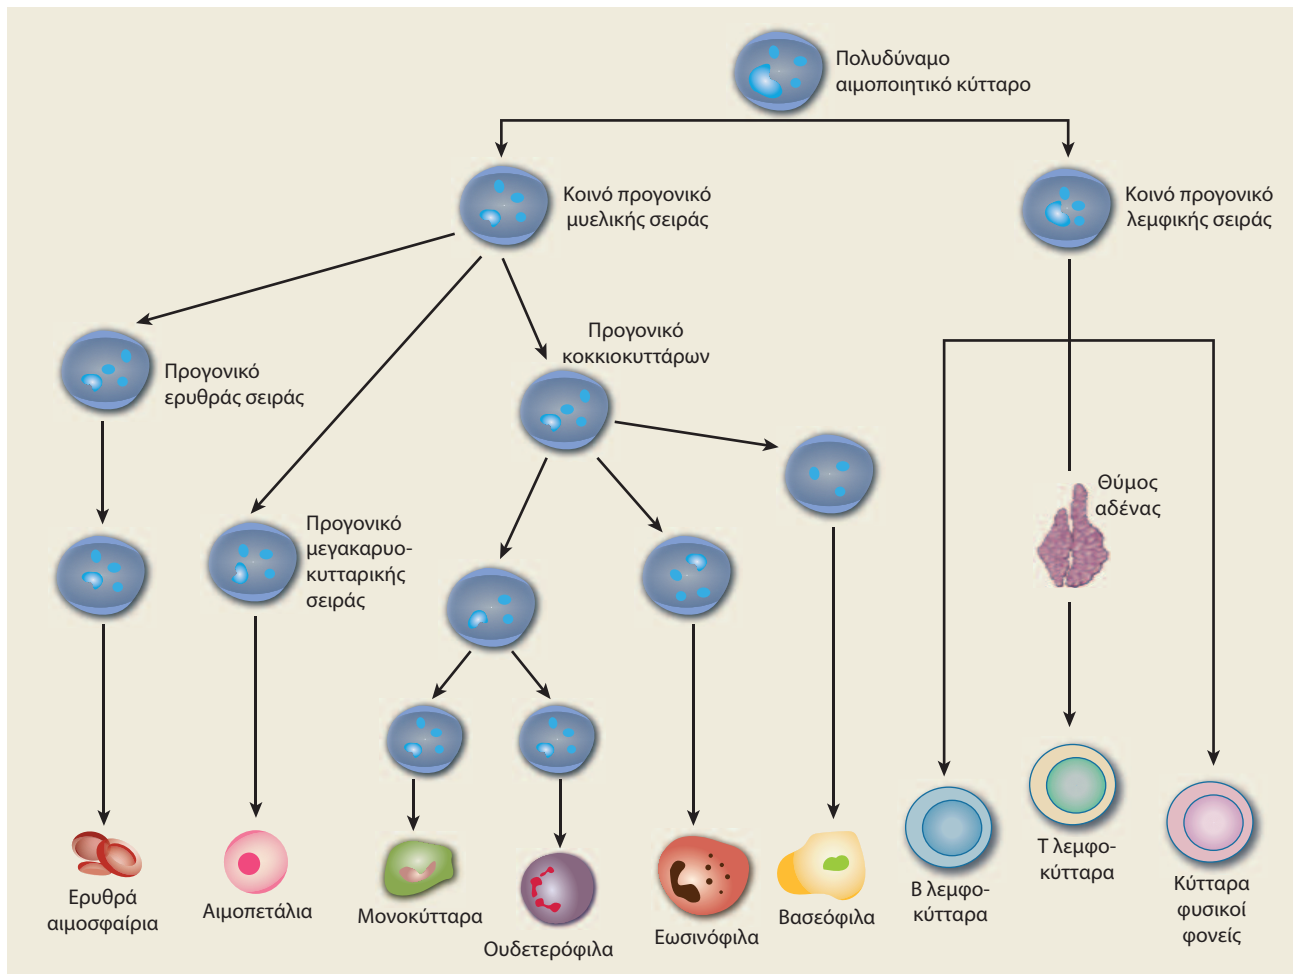 Πολυδύναμο
αιμοποιητικό κύτταρο
Κοινό προγονικό
μυελικής σειράς
Κοινό προγονικό
λεμφικής σειράς
Προγονικό
κοκκιοκυττάρων
Προγονικό
ερυθράς σειράς
Θύμος
αδένας
Προγονικό
μεγακαρυο-
κυτταρικής
σειράς
Ερυθρά
αιμοσφαίρια
Αιμοπετάλια
Μονοκύτταρα
Ουδετερόφιλα
Εωσινόφιλα
Βασεόφιλα
Β λεμφο-
κύτταρα
Τ λεμφο-
κύτταρα
Κύτταρα
φυσικοί
φονείς